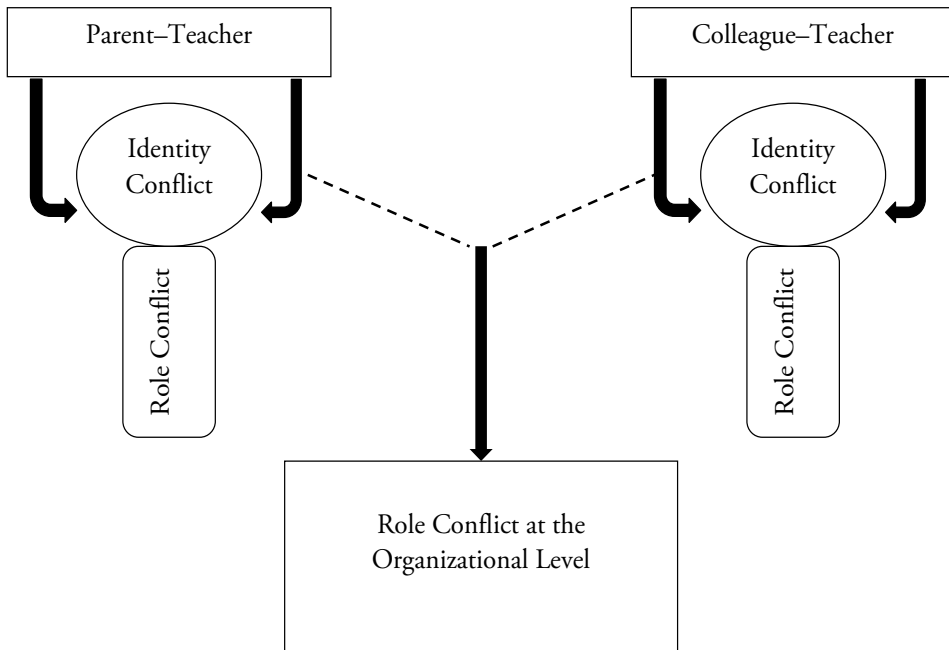 Parent–Teacher
Colleague–Teacher
Identity
Conflict
Identity
Conflict
Role Conflict
Role Conflict
Role Conflict at the
Organizational Level